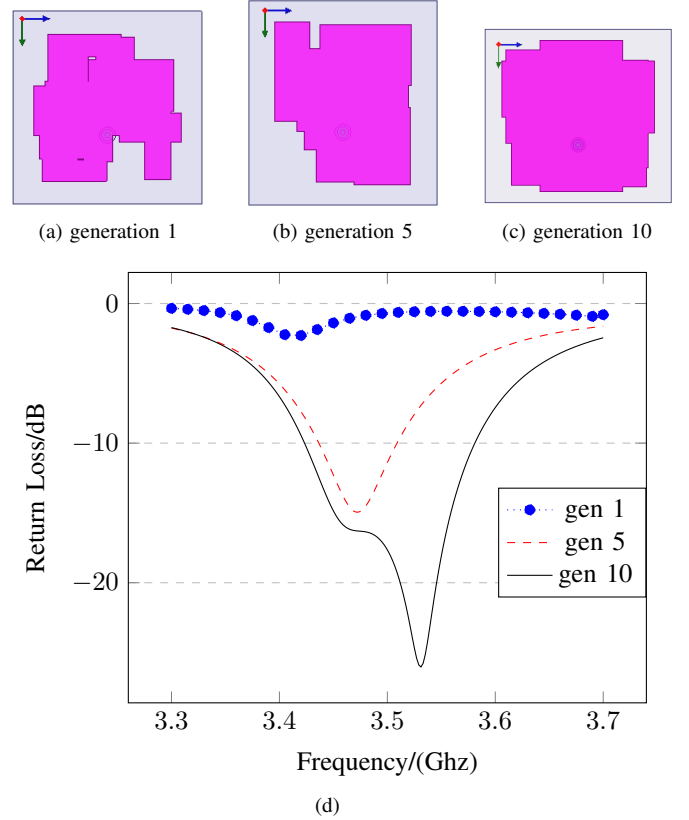 (a) generation 1
(b) generation 5
(c) generation 10
0
−10
−20
Return Loss/dB
gen 1
gen 5
gen 10
3.3
3.4
3.5
3.6
3.7
Frequency/(Ghz)
(d)